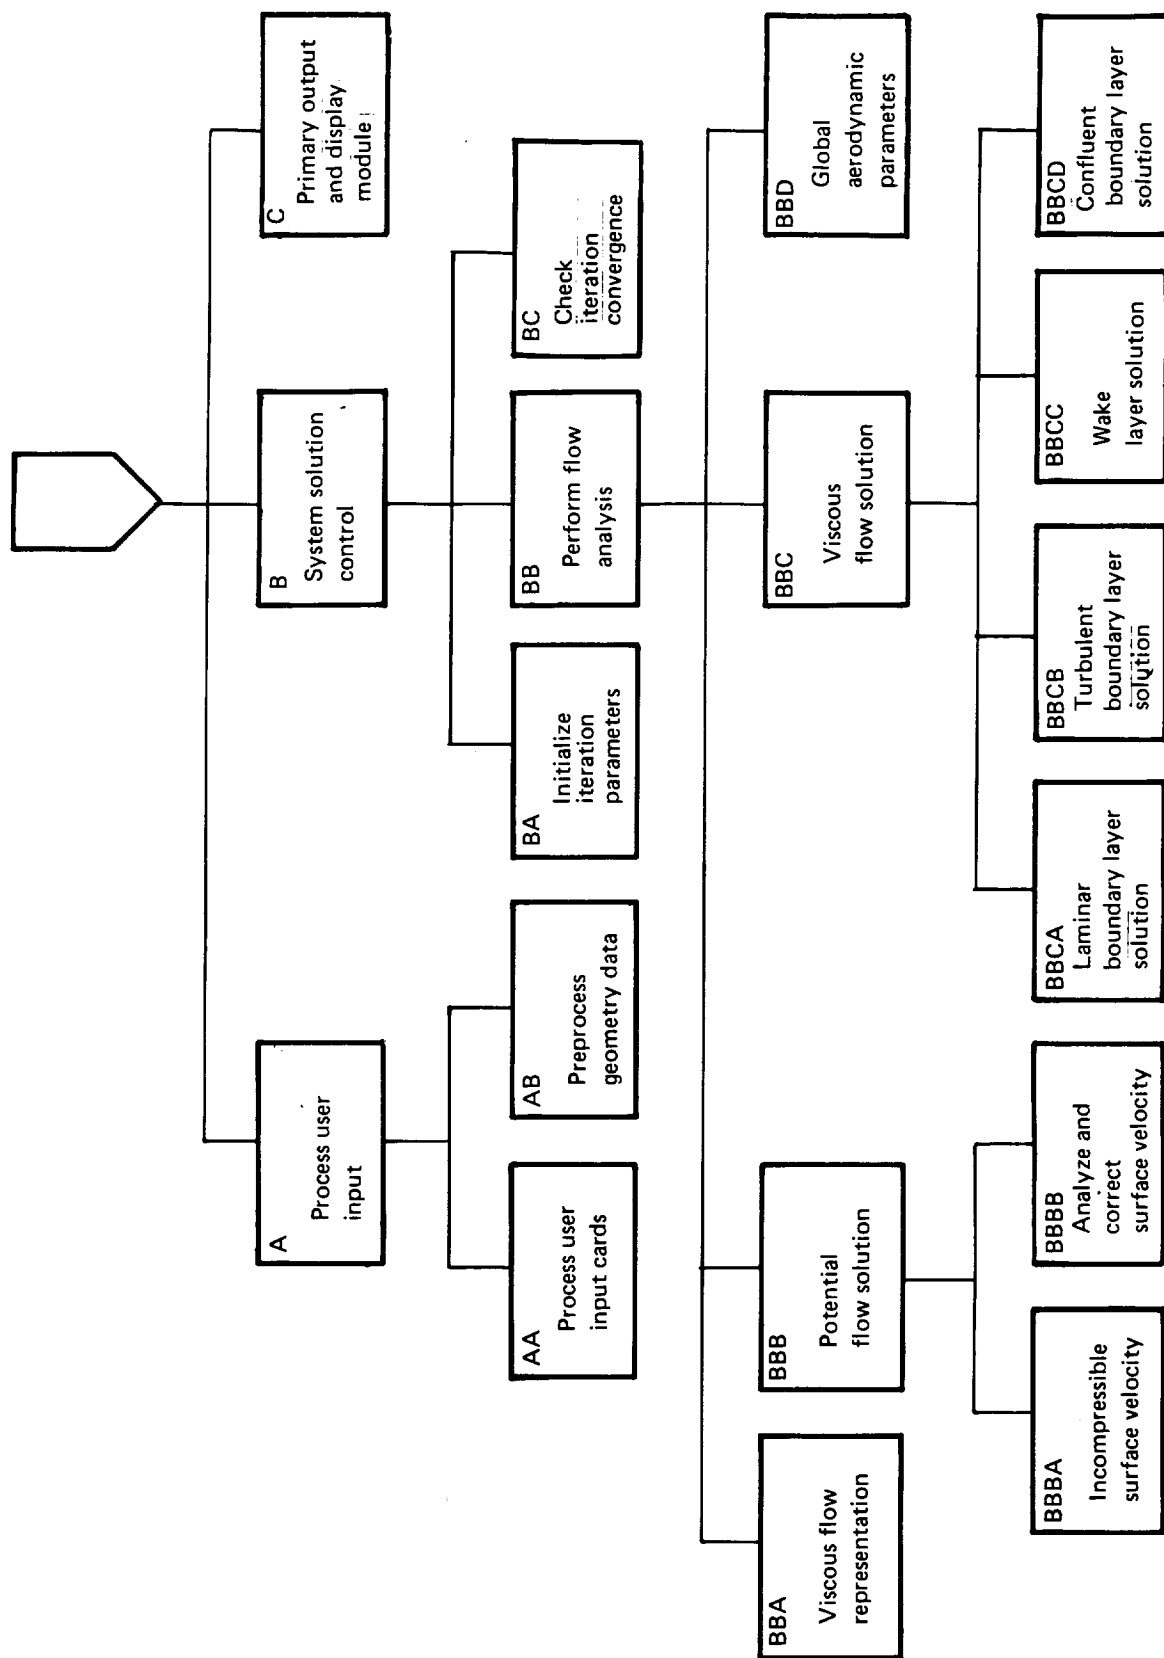 A
Process user
input
B
System solution
control
C
Primary output
and display
module
AA
Process user
input cards
AB
Preprocess
geometry data
BA
Initialize
iteration
parameters
BB
Perform flow
analysis
BC
Check
iteration
convergence
BBA
Viscous flow
representation
BBB
Potential
flow solution
BBC
Viscous
flow solution
BBD
Global
aerodynamic
parameters
BBBA
Incompressible
surface velocity
BBBB
Analyze and
correct
surface velocity
BBCA
Laminar
boundary layer
solution
BBCB
Turbulent
boundary layer
solution
BBCC
Wake
layer solution
BBCD
Confluent
boundary layer
solution